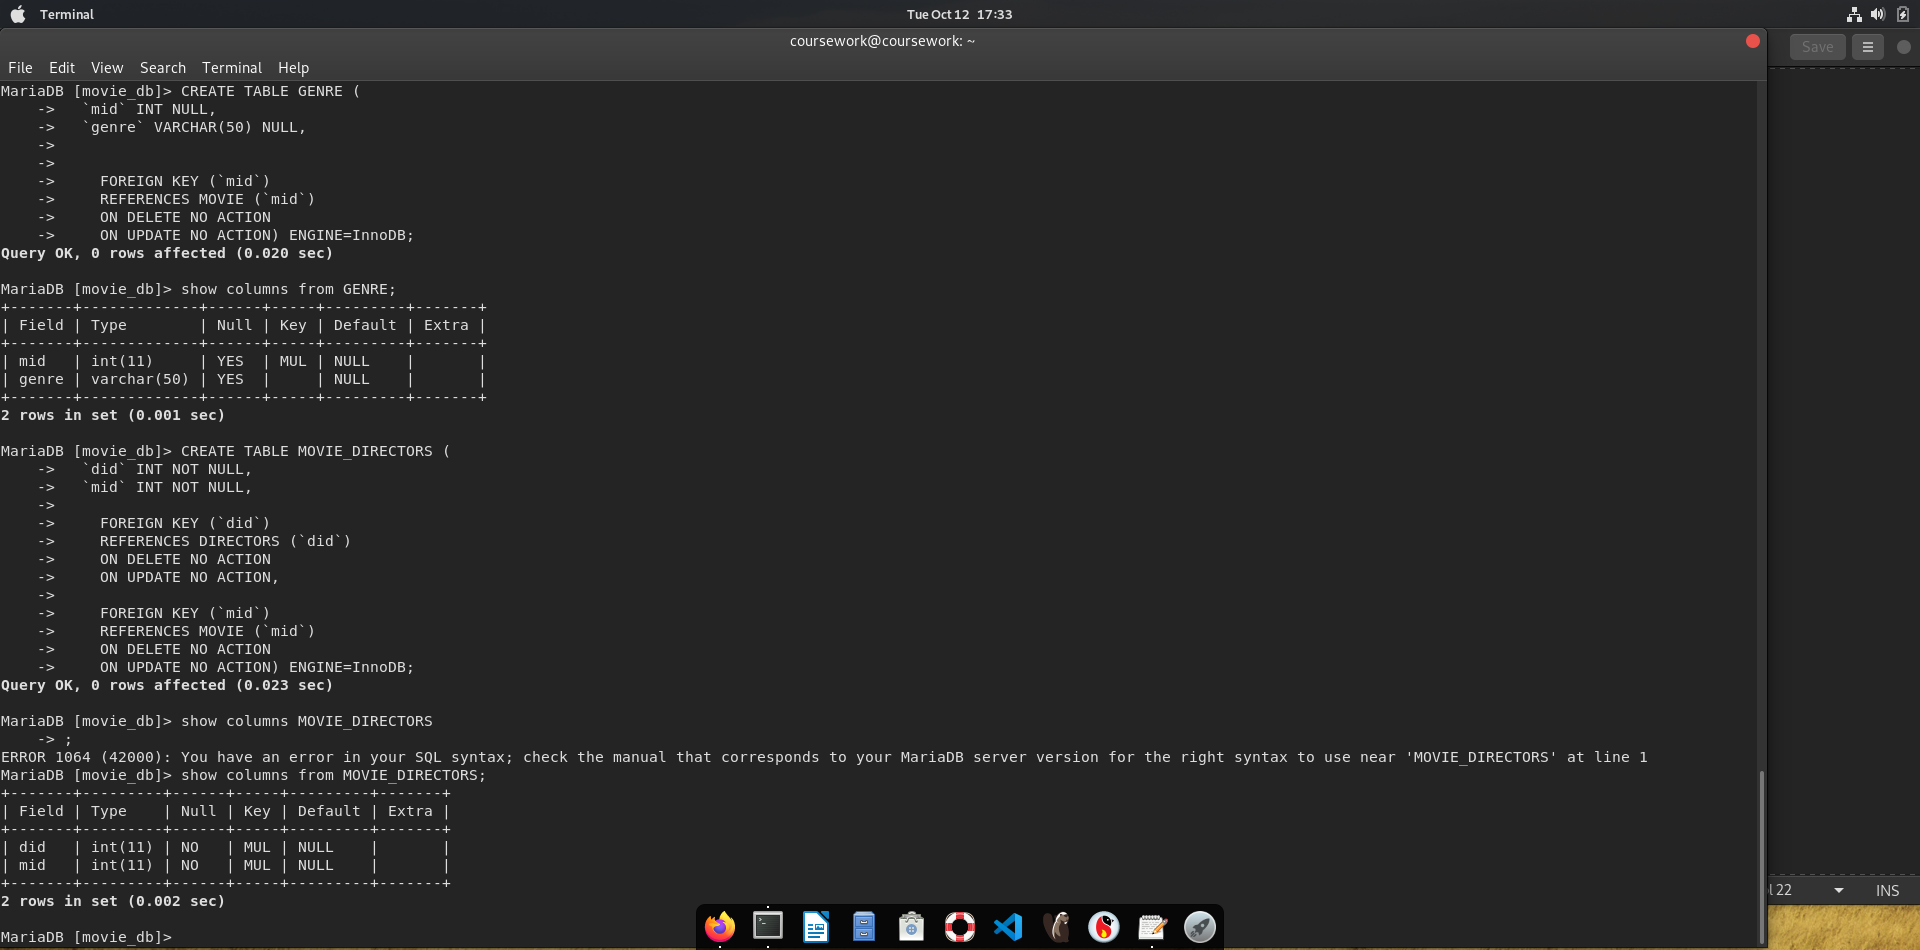 Terminal
Tue Oct 12 17:33
coursework@coursework: ~
Save
File Edit View Search Terminal Help
MariaDB [movie_db]> CREATE TABLE GENRE (
    ->   `mid` INT NULL,
    ->   `genre` VARCHAR(50) NULL,
    ->
    ->
    ->     FOREIGN KEY (`mid`)
    ->     REFERENCES MOVIE (`mid`)
    ->     ON DELETE NO ACTION
    ->     ON UPDATE NO ACTION) ENGINE=InnoDB;
Query OK, 0 rows affected (0.020 sec)
MariaDB [movie_db]> show columns from GENRE;
+-------+-------------+------+-----+---------+-------+
| Field | Type        | Null | Key | Default | Extra |
+-------+-------------+------+-----+---------+-------+
| mid   | int(11)     | YES  | MUL | NULL    |       |
| genre | varchar(50) | YES  |     | NULL    |       |
+-------+-------------+------+-----+---------+-------+
2 rows in set (0.001 sec)
MariaDB [movie_db]> CREATE TABLE MOVIE_DIRECTORS (
    ->   `did` INT NOT NULL,
    ->   `mid` INT NOT NULL,
    ->
    ->     FOREIGN KEY (`did`)
    ->     REFERENCES DIRECTORS (`did`)
    ->     ON DELETE NO ACTION
    ->     ON UPDATE NO ACTION,
    ->
    ->     FOREIGN KEY (`mid`)
    ->     REFERENCES MOVIE (`mid`)
    ->     ON DELETE NO ACTION
    ->     ON UPDATE NO ACTION) ENGINE=InnoDB;
Query OK, 0 rows affected (0.023 sec)
MariaDB [movie_db]> show columns MOVIE_DIRECTORS
    -> ;
ERROR 1064 (42000): You have an error in your SQL syntax; check the manual that corresponds to your MariaDB server version for the right syntax to use near 'MOVIE_DIRECTORS' at line 1
MariaDB [movie_db]> show columns from MOVIE_DIRECTORS;
+-------+---------+------+-----+---------+-------+
| Field | Type    | Null | Key | Default | Extra |
+-------+---------+------+-----+---------+-------+
| did   | int(11) | NO   | MUL | NULL    |       |
| mid   | int(11) | NO   | MUL | NULL    |       |
+-------+---------+------+-----+---------+-------+
2 rows in set (0.002 sec)
MariaDB [movie_db]>
22 INS